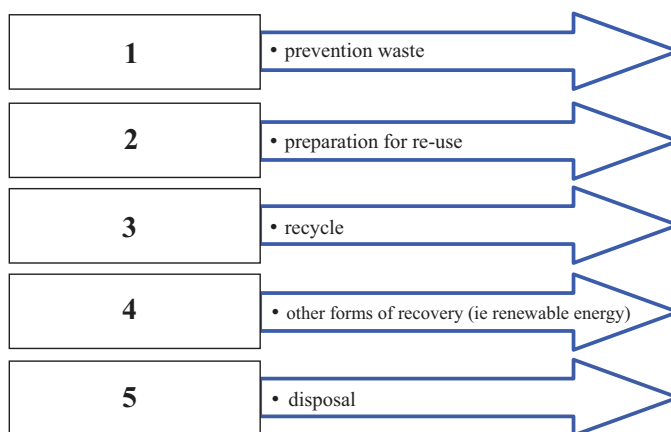 1
• prevention waste
2
• preparation for re-use
3
• recycle
4
• other forms of recovery (ie renewable energy)
5
• disposal